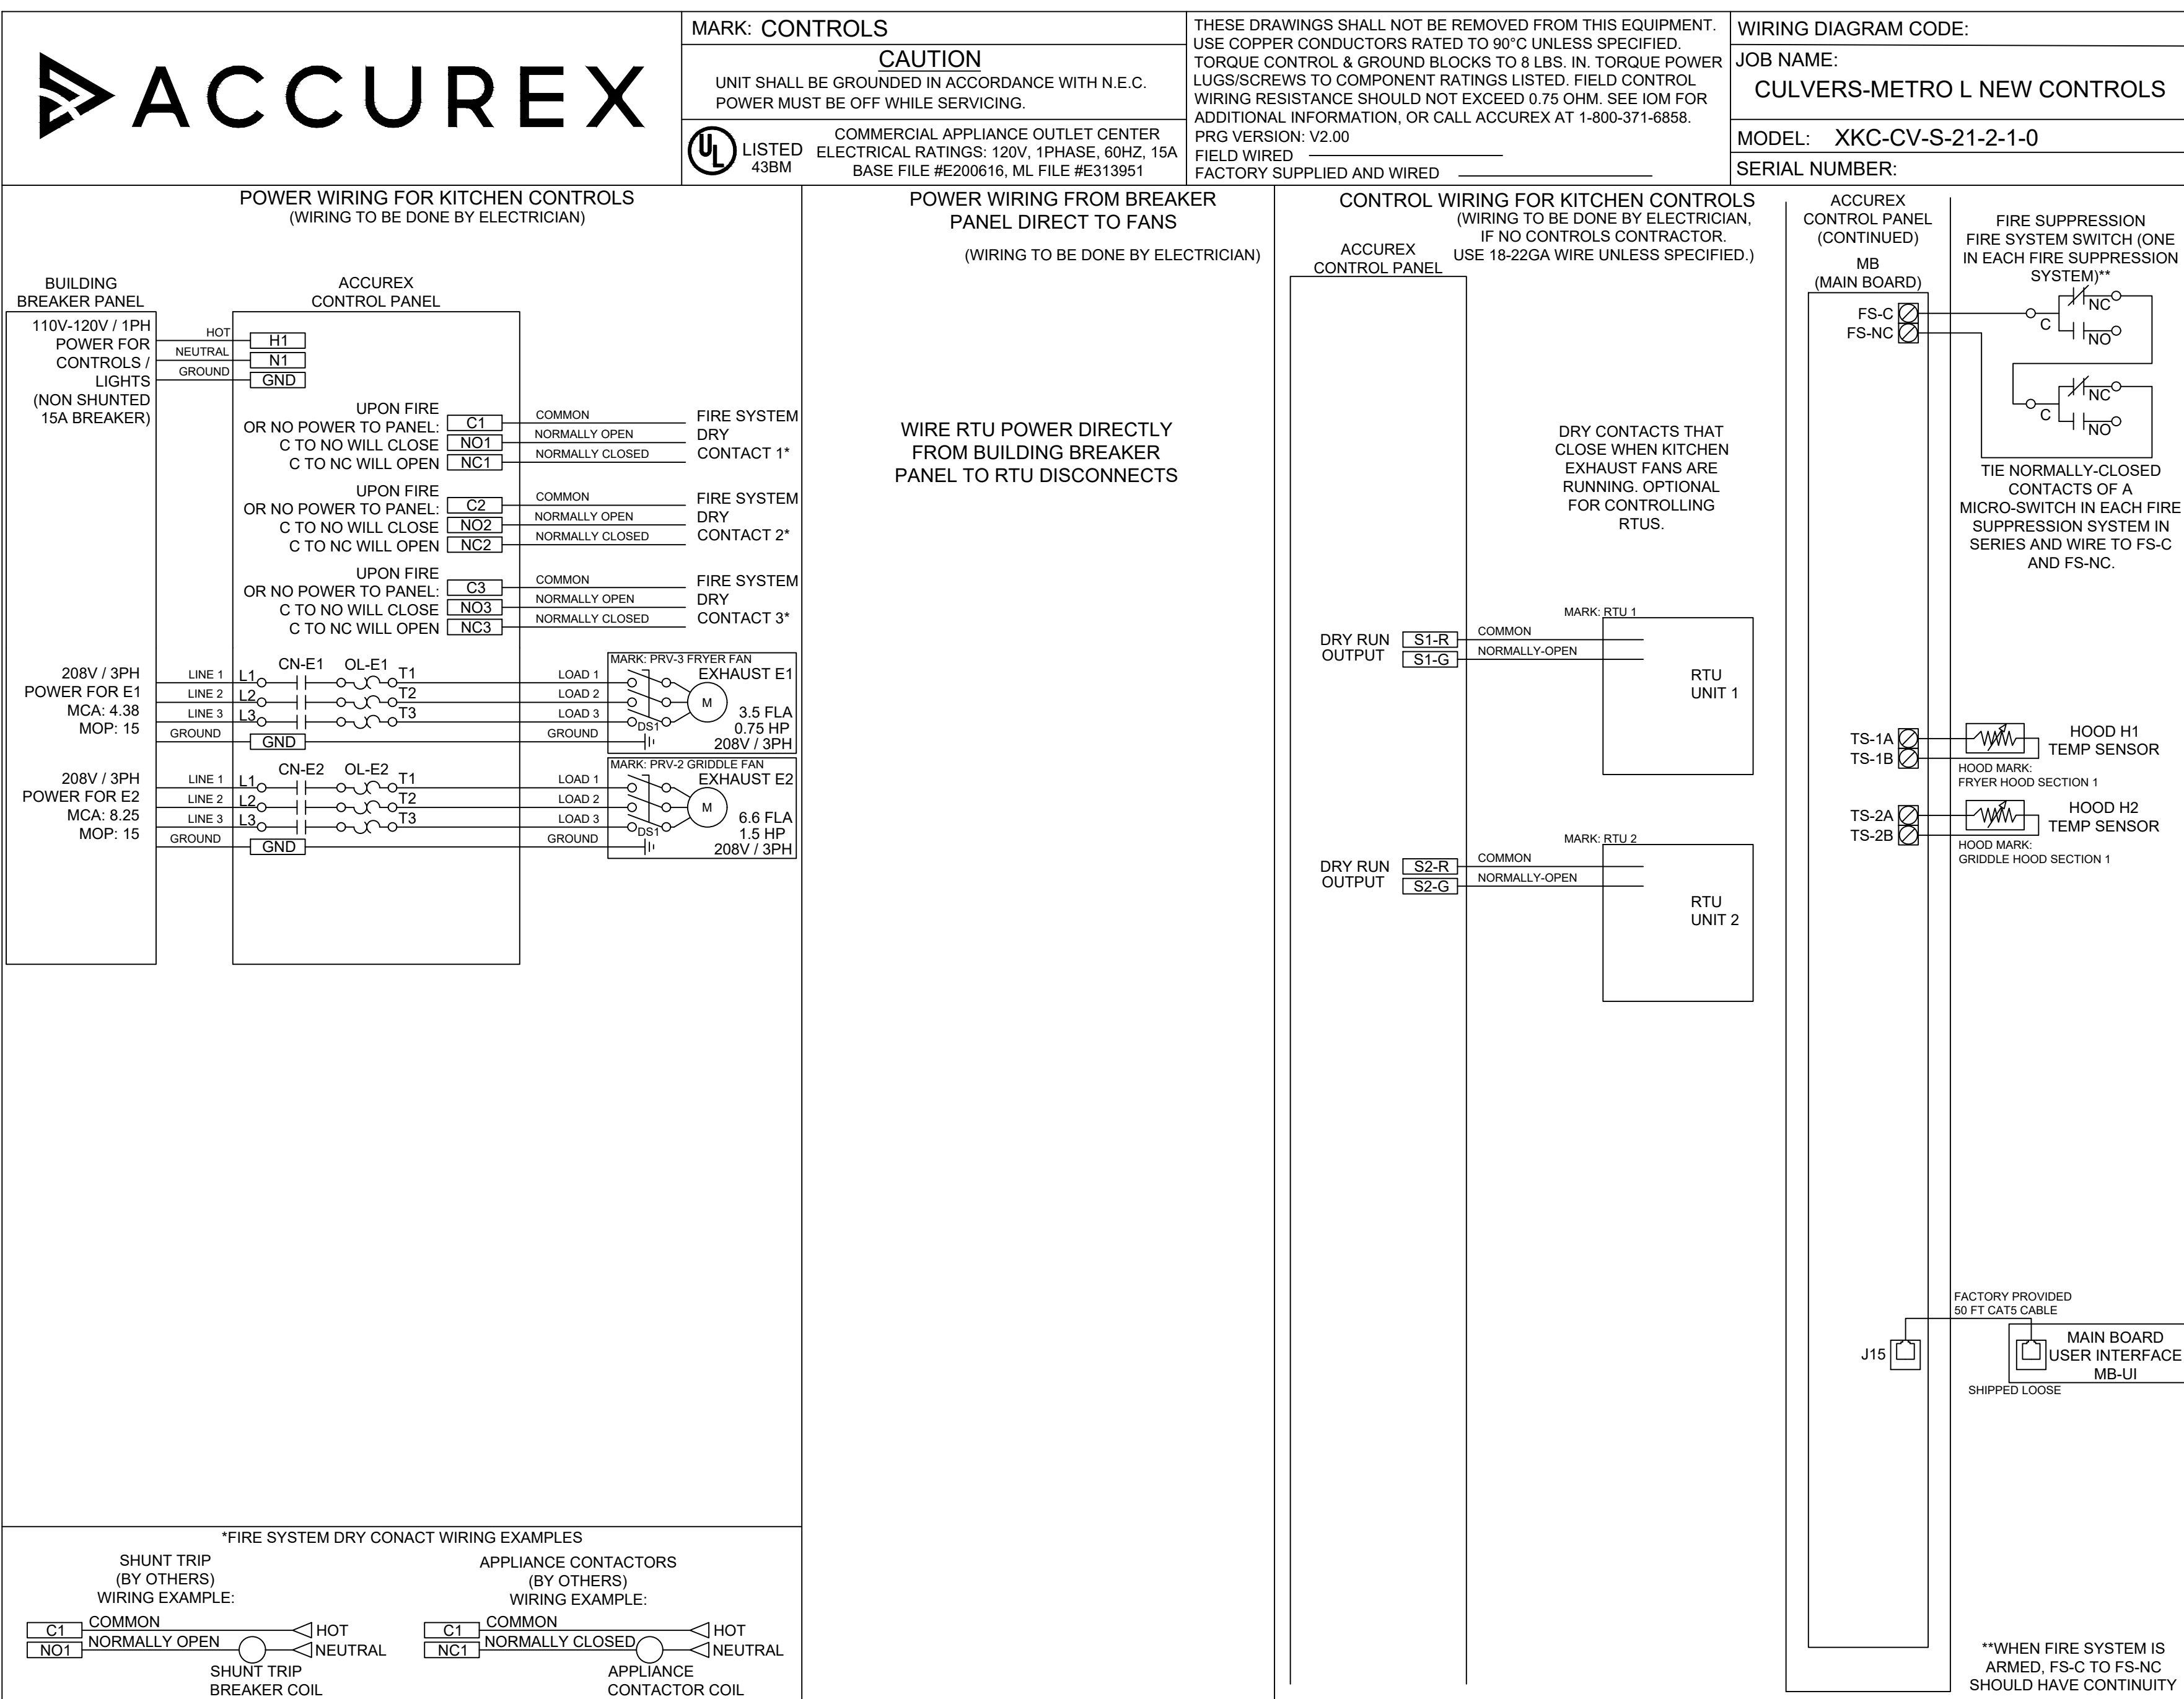 ACCUREX
MARK: CONTROLS
CAUTION
UNIT SHALL BE GROUNDED IN ACCORDANCE WITH N.E.C.
POWER MUST BE OFF WHILE SERVICING.
UL
LISTED
43BM
COMMERCIAL APPLIANCE OUTLET CENTER
ELECTRICAL RATINGS: 120V, 1PHASE, 60HZ, 15A
BASE FILE #E200616, ML FILE #E313951
THESE DRAWINGS SHALL NOT BE REMOVED FROM THIS EQUIPMENT.
USE COPPER CONDUCTORS RATED TO 90°C UNLESS SPECIFIED.
TORQUE CONTROL & GROUND BLOCKS TO 8 LBS. IN. TORQUE POWER
LUGS/SCREWS TO COMPONENT RATINGS LISTED. FIELD CONTROL
WIRING RESISTANCE SHOULD NOT EXCEED 0.75 OHM. SEE IOM FOR
ADDITIONAL INFORMATION, OR CALL ACCUREX AT 1-800-371-6858.
PRG VERSION: V2.00
FIELD WIRED
FACTORY SUPPLIED AND WIRED
WIRING DIAGRAM CODE:
JOB NAME:
CULVERS-METRO L NEW CONTROLS
MODEL: XKC-CV-S-21-2-1-0
SERIAL NUMBER:
POWER WIRING FOR KITCHEN CONTROLS
(WIRING TO BE DONE BY ELECTRICIAN)
BUILDING
BREAKER PANEL
ACCUREX
CONTROL PANEL
110V-120V / 1PH
POWER FOR
CONTROLS /
LIGHTS
(NON SHUNTED
15A BREAKER)
HOT
NEUTRAL
GROUND
H1
N1
GND
UPON FIRE
OR NO POWER TO PANEL:
C TO NO WILL CLOSE
C TO NC WILL OPEN
C1
NO1
NC1
COMMON
NORMALLY OPEN
NORMALLY CLOSED
FIRE SYSTEM
DRY
CONTACT 1*
UPON FIRE
OR NO POWER TO PANEL:
C TO NO WILL CLOSE
C TO NC WILL OPEN
C2
NO2
NC2
COMMON
NORMALLY OPEN
NORMALLY CLOSED
FIRE SYSTEM
DRY
CONTACT 2*
UPON FIRE
OR NO POWER TO PANEL:
C TO NO WILL CLOSE
C TO NC WILL OPEN
C3
NO3
NC3
COMMON
NORMALLY OPEN
NORMALLY CLOSED
FIRE SYSTEM
DRY
CONTACT 3*
208V / 3PH
POWER FOR E1
MCA: 4.38
MOP: 15
LINE 1
LINE 2
LINE 3
GROUND
L1
L2
L3
GND
CN-E1
OL-E1
T1
T2
T3
LOAD 1
LOAD 2
LOAD 3
GROUND
MARK: PRV-3 FRYER FAN
EXHAUST E1
M
DS1
3.5 FLA
0.75 HP
208V / 3PH
208V / 3PH
POWER FOR E2
MCA: 8.25
MOP: 15
LINE 1
LINE 2
LINE 3
GROUND
L1
L2
L3
GND
CN-E2
OL-E2
T1
T2
T3
LOAD 1
LOAD 2
LOAD 3
GROUND
MARK: PRV-2 GRIDDLE FAN
EXHAUST E2
M
DS1
6.6 FLA
1.5 HP
208V / 3PH
*FIRE SYSTEM DRY CONACT WIRING EXAMPLES
SHUNT TRIP
(BY OTHERS)
WIRING EXAMPLE:
C1
NO1
COMMON
NORMALLY OPEN
HOT
NEUTRAL
SHUNT TRIP
BREAKER COIL
APPLIANCE CONTACTORS
(BY OTHERS)
WIRING EXAMPLE:
C1
NC1
COMMON
NORMALLY CLOSED
HOT
NEUTRAL
APPLIANCE
CONTACTOR COIL
POWER WIRING FROM BREAKER
PANEL DIRECT TO FANS
(WIRING TO BE DONE BY ELECTRICIAN)
WIRE RTU POWER DIRECTLY
FROM BUILDING BREAKER
PANEL TO RTU DISCONNECTS
CONTROL WIRING FOR KITCHEN CONTROLS
(WIRING TO BE DONE BY ELECTRICIAN,
IF NO CONTROLS CONTRACTOR.
USE 18-22GA WIRE UNLESS SPECIFIED.)
ACCUREX
CONTROL PANEL
DRY CONTACTS THAT
CLOSE WHEN KITCHEN
EXHAUST FANS ARE
RUNNING. OPTIONAL
FOR CONTROLLING
RTUS.
DRY RUN
OUTPUT
S1-R
S1-G
COMMON
NORMALLY-OPEN
MARK: RTU 1
RTU
UNIT 1
DRY RUN
OUTPUT
S2-R
S2-G
COMMON
NORMALLY-OPEN
MARK: RTU 2
RTU
UNIT 2
ACCUREX
CONTROL PANEL
(CONTINUED)
MB
(MAIN BOARD)
FS-C
FS-NC
FIRE SUPPRESSION
FIRE SYSTEM SWITCH (ONE
IN EACH FIRE SUPPRESSION
SYSTEM)**
C
NC
NO
C
NC
NO
TIE NORMALLY-CLOSED
CONTACTS OF A
MICRO-SWITCH IN EACH FIRE
SUPPRESSION SYSTEM IN
SERIES AND WIRE TO FS-C
AND FS-NC.
TS-1A
TS-1B
HOOD H1
TEMP SENSOR
HOOD MARK:
FRYER HOOD SECTION 1
TS-2A
TS-2B
HOOD H2
TEMP SENSOR
HOOD MARK:
GRIDDLE HOOD SECTION 1
FACTORY PROVIDED
50 FT CAT5 CABLE
J15
MAIN BOARD
USER INTERFACE
MB-UI
SHIPPED LOOSE
**WHEN FIRE SYSTEM IS
ARMED, FS-C TO FS-NC
SHOULD HAVE CONTINUITY